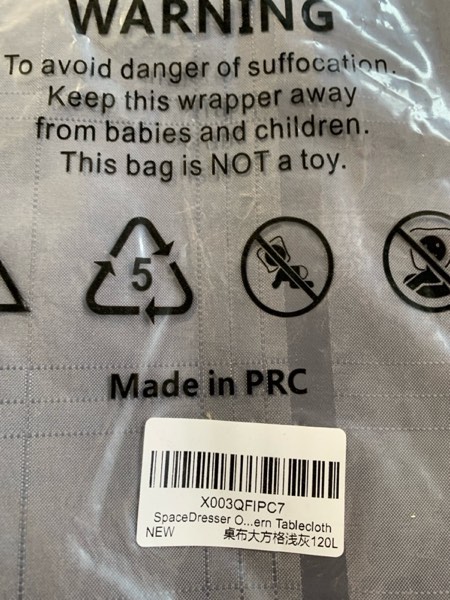 WARNING
To avoid danger of suffocation.
Keep this wrapper away
from babies and children.
This bag is NOT a toy.
5
Made in PRC
X003QFIPC7
SpaceDresser O...ern Tablecloth
NEW 桌布大方格浅灰120L